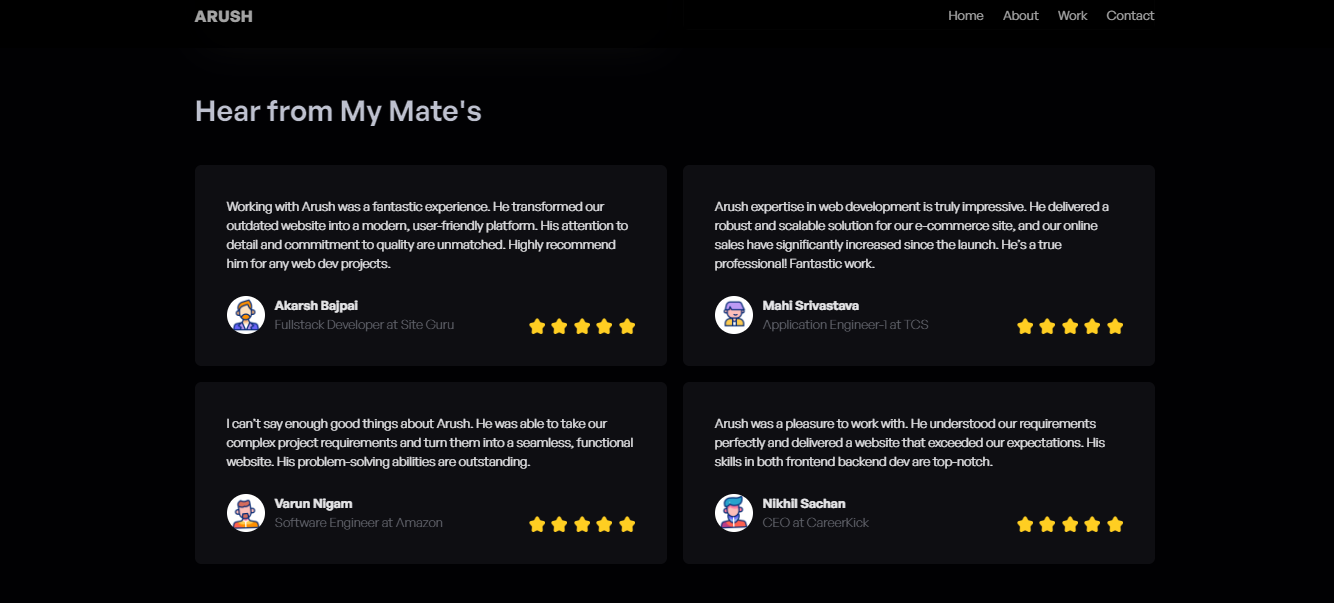 ARUSH
Home About Work Contact
Hear from My Mate's
Working with Arush was a fantastic experience. He transformed our
outdated website into a modern, user-friendly platform. His attention to
detail and commitment to quality are unmatched. Highly recommend
him for any web dev projects.
Akarsh Bajpai
Fullstack Developer at Site Guru
Arush expertise in web development is truly impressive. He delivered a
robust and scalable solution for our e-commerce site, and our online
sales have significantly increased since the launch. He's a true
professional! Fantastic work.
Mahi Srivastava
Application Engineer-1 at TCS
I can't say enough good things about Arush. He was able to take our
complex project requirements and turn them into a seamless, functional
website. His problem-solving abilities are outstanding.
Varun Nigam
Software Engineer at Amazon
Arush was a pleasure to work with. He understood our requirements
perfectly and delivered a website that exceeded our expectations. His
skills in both frontend backend dev are top-notch.
Nikhil Sachan
CEO at CareerKick